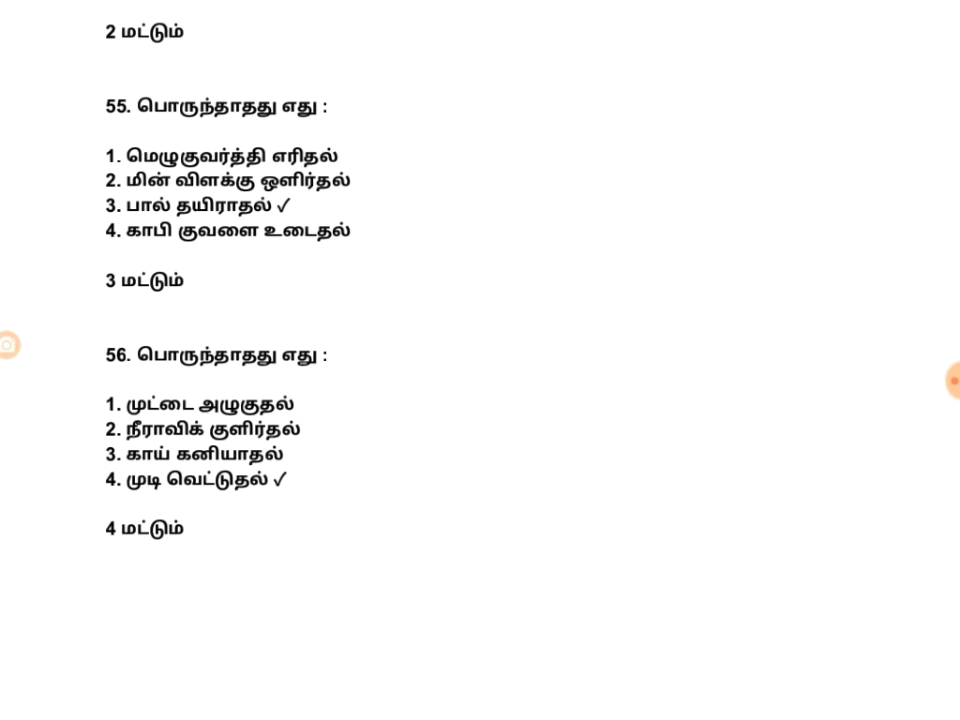 2 மட்டும்
55. பொருந்தாதது எது :
1. மெழுகுவர்த்தி எரிதல்
2. மின் விளக்கு ஒளிர்தல்
3. பால் தயிராதல் ✓
4. காபி குவளை உடைதல்
3 மட்டும்
56. பொருந்தாதது எது :
1. முட்டை அழுகுதல்
2. நீராவிக் குளிர்தல்
3. காய் கனியாதல்
4. முடி வெட்டுதல் ✓
4 மட்டும்